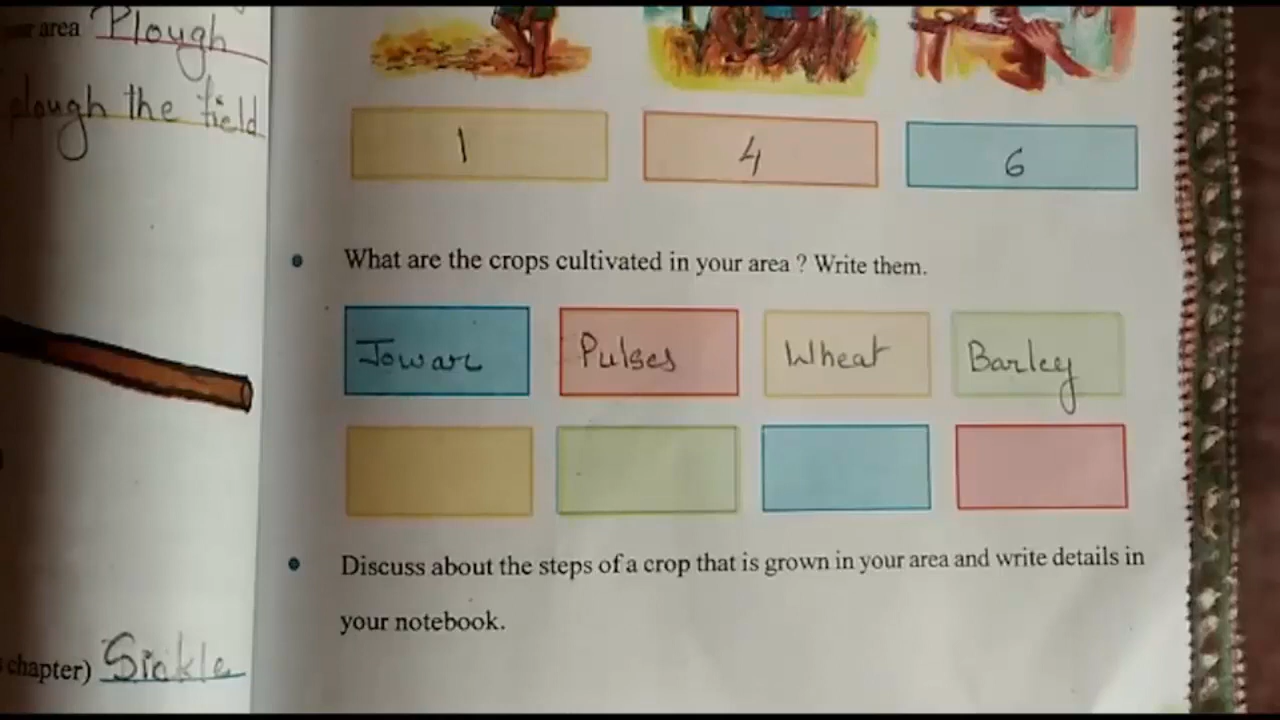 area Plough
plough the field
1 4 6
What are the crops cultivated in your area ? Write them.
Jowar Pulses Wheat Barley
Discuss about the steps of a crop that is grown in your area and write details in
your notebook.
chapter) Sickle